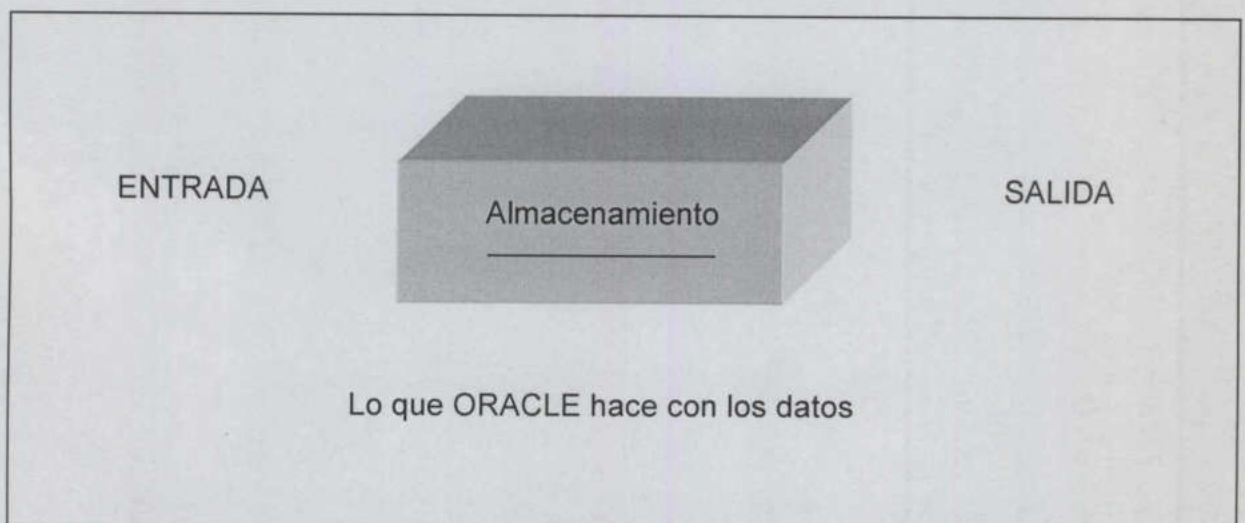 ENTRADA
Almacenamiento
SALIDA
Lo que ORACLE hace con los datos